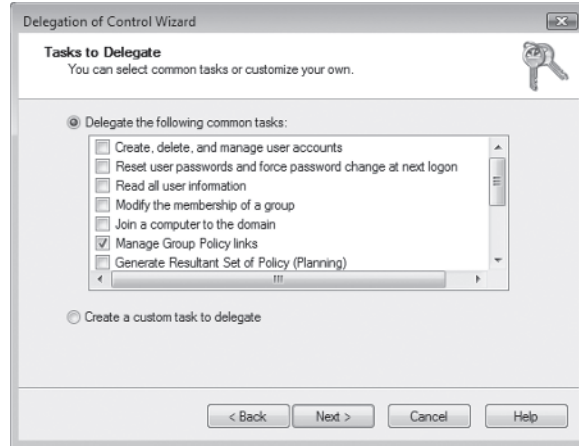 Delegation of Control Wizard
Tasks to Delegate
You can select common tasks or customize your own.
Delegate the following common tasks:
Create, delete, and manage user accounts
Reset user passwords and force password change at next logon
Read all user information
Modify the membership of a group
Join a computer to the domain
Manage Group Policy links
Generate Resultant Set of Policy (Planning)
Create a custom task to delegate
< Back Next > Cancel Help